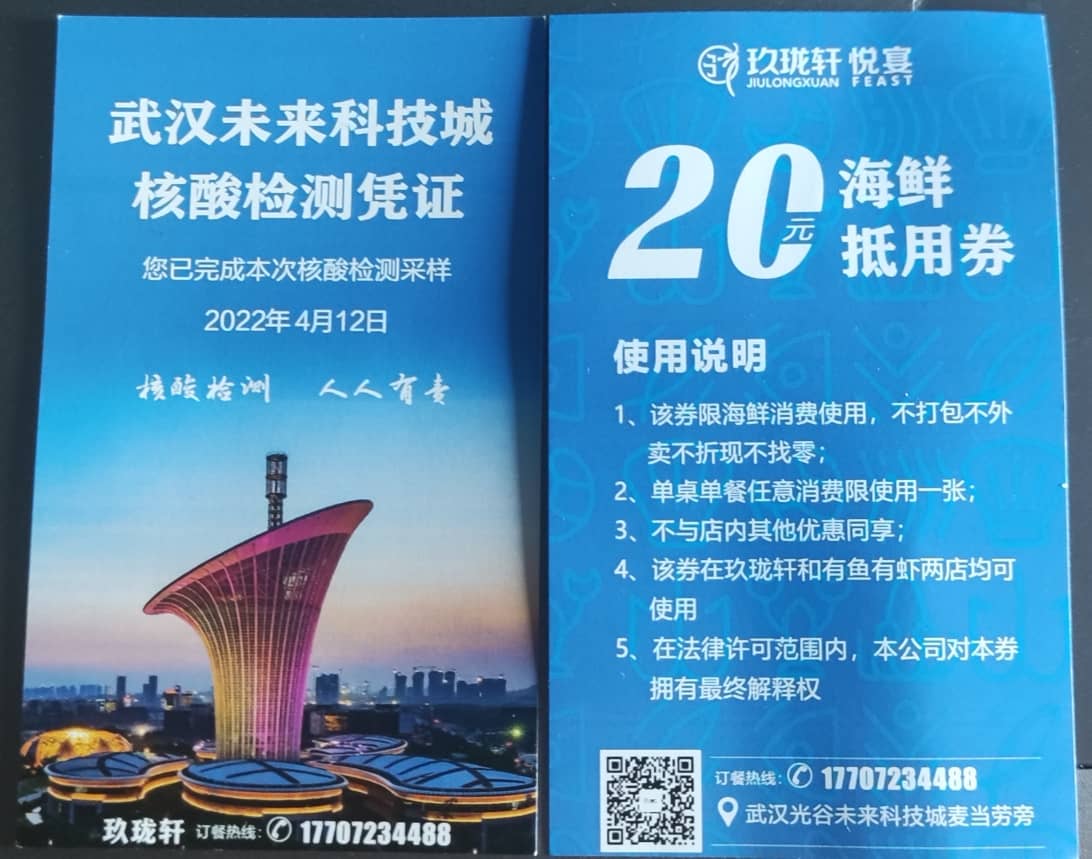 武汉未来科技城
核酸检测凭证
您已完成本次核酸检测采样
2022年4月12日
核酸检测 人人有责
玖珑轩 订餐热线： 17707234488
玖珑轩 悦宴
JIULONGXUAN FEAST
20元 海鲜
抵用券
使用说明
1、该券限海鲜消费使用，不打包不外
卖不折现不找零；
2、单桌单餐任意消费限使用一张；
3、不与店内其他优惠同享；
4、该券在玖珑轩和有鱼有虾两店均可
使用
5、在法律许可范围内，本公司对本券
拥有最终解释权
订餐热线： 17707234488
武汉光谷未来科技城麦当劳旁